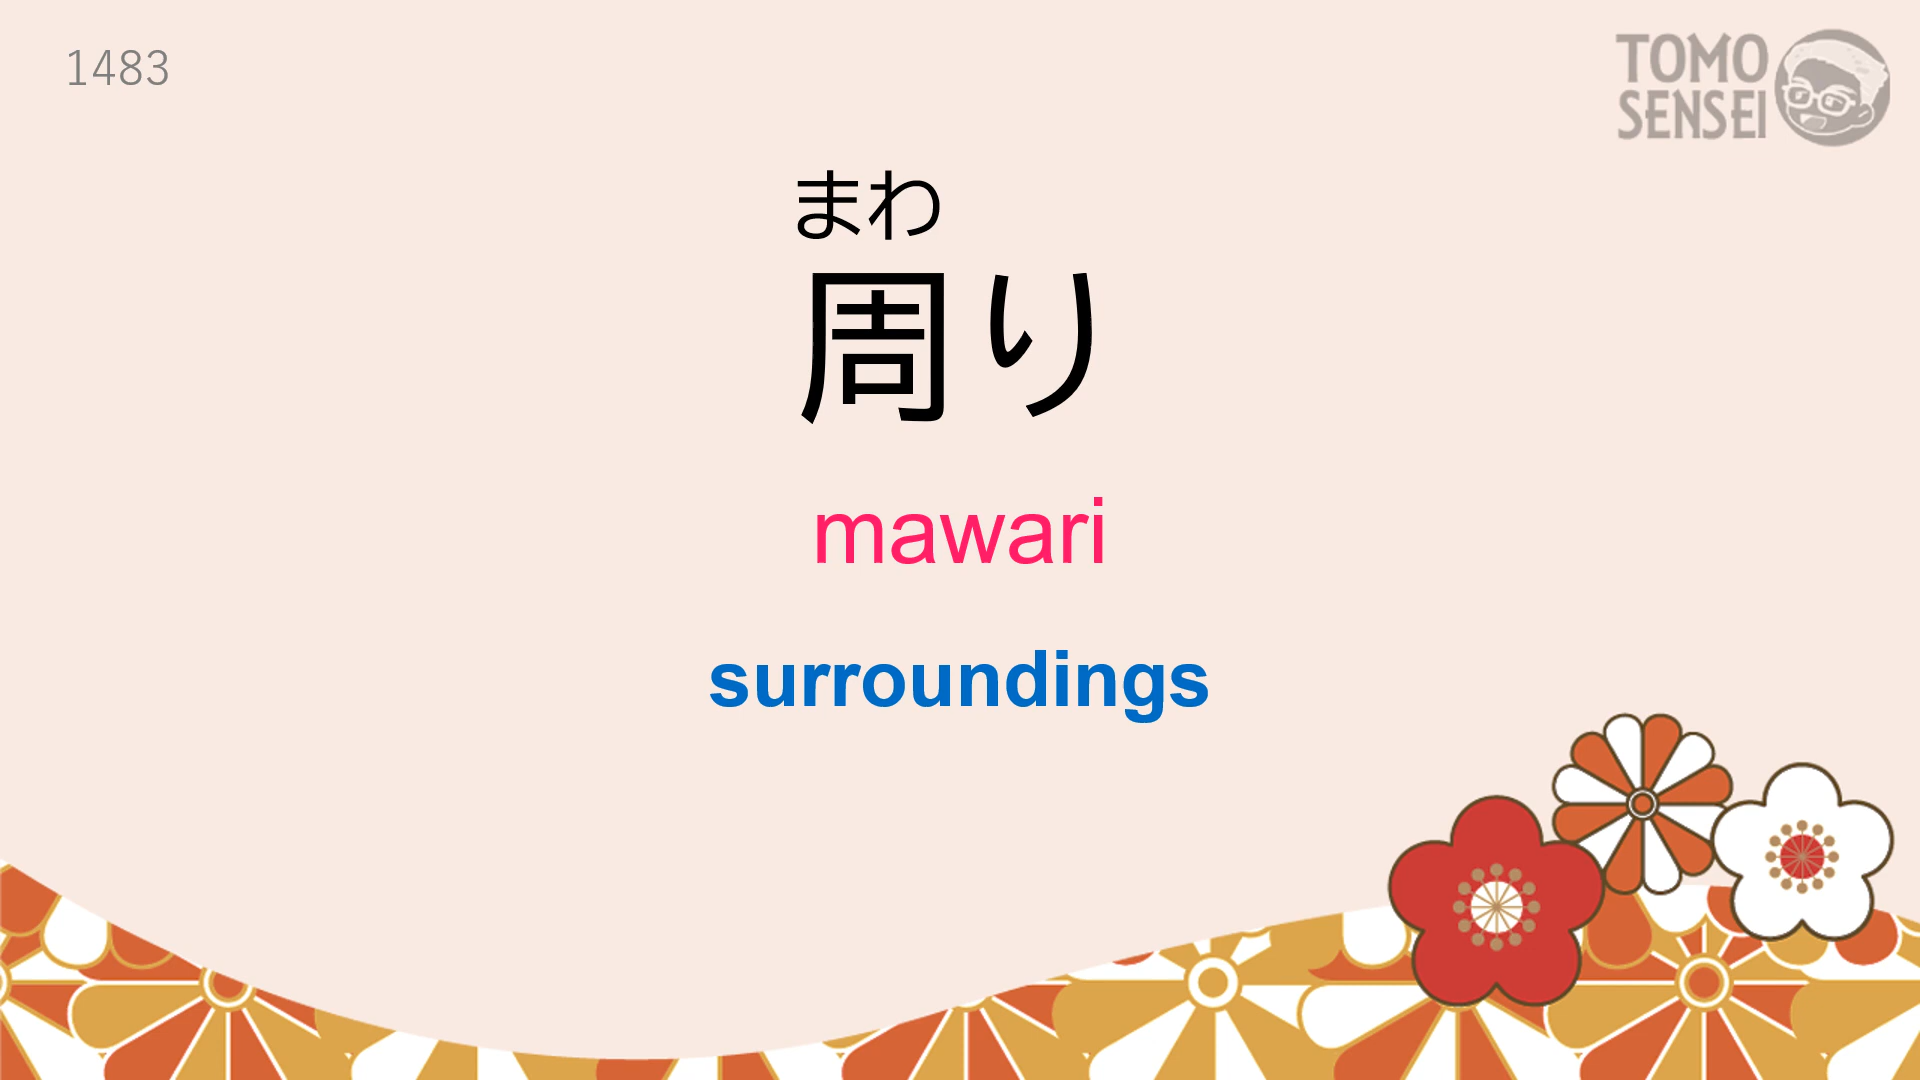 1483
TOMO
SENSEI
まわ
周り
mawari
surroundings